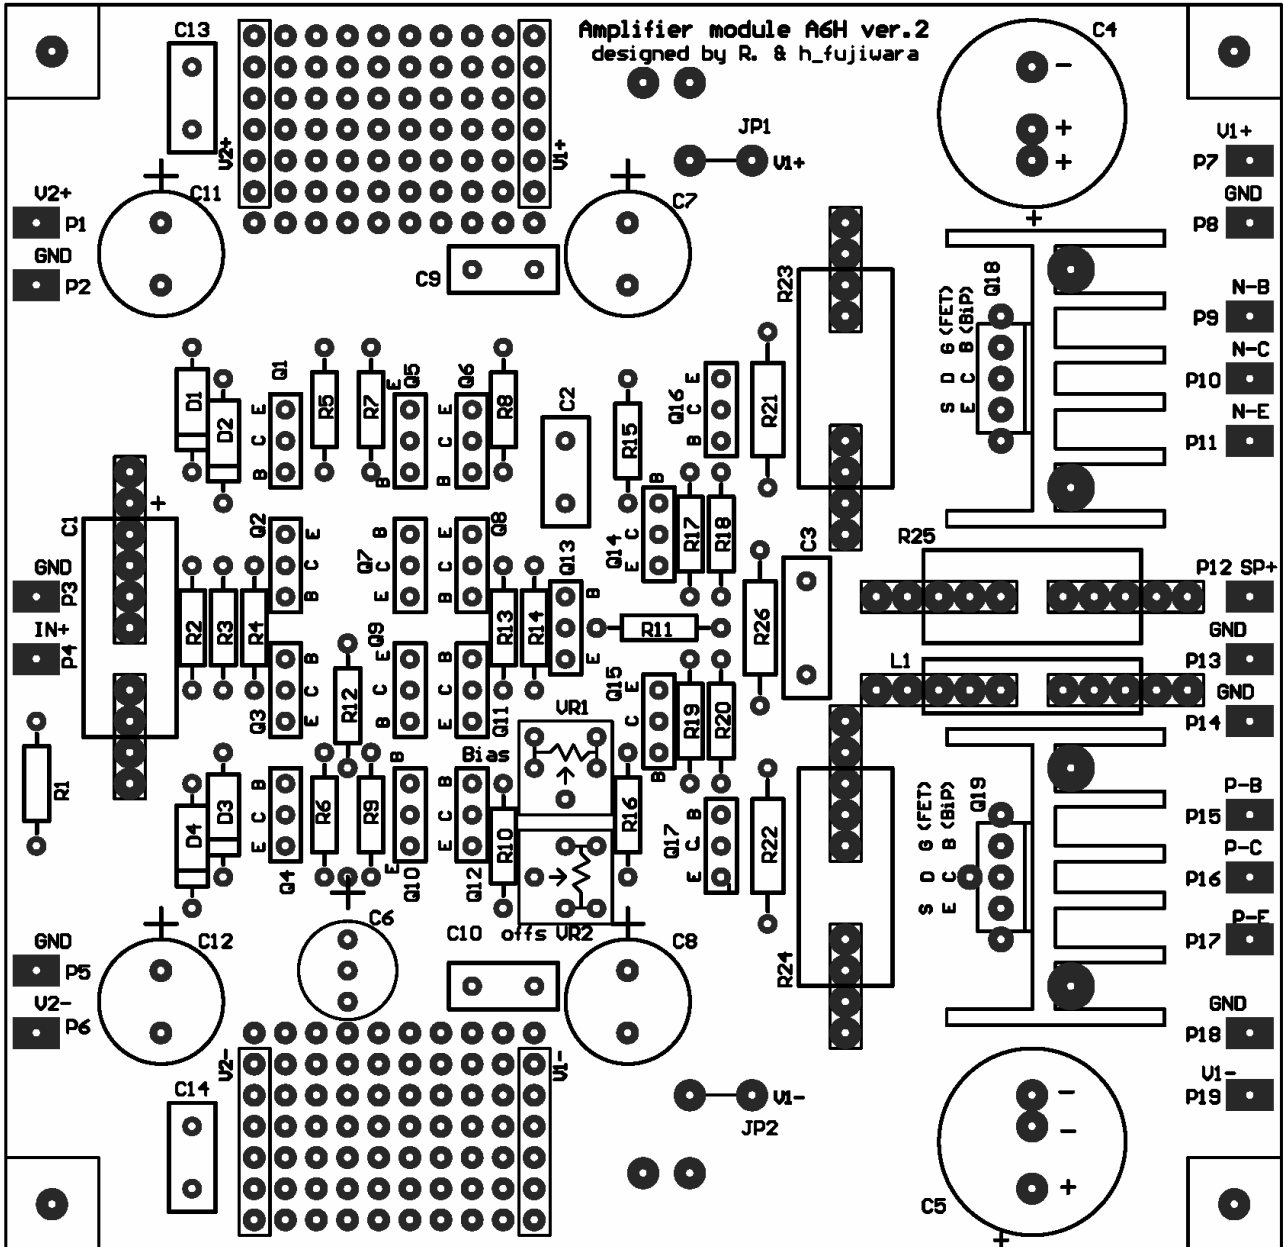 Amplifier module A6H ver.2
designed by R. & h_fujiwara
C13
C4
-
+
+
+
JP1
V1+
V2+
V1+
V1+
P7
GND
P8
V2+
P1
GND
P2
C11
C7
C9
R23
Q18
G (FET)
B (BiP)
D C
S E
N-B
P9
N-C
P10
N-E
P11
D1
D2
Q1
E
C
B
R5
R7
E
Q5
B
Q6
E
C
B
R8
C2
R15
Q16
E
C
B
R21
C1
+
Q2
E
C
B
Q7
B
C
E
Q8
Q13
B
E
Q14
B
C
E
R17
R18
C3
R25
P12 SP+
GND
P3
IN+
P4
R2
R3
R4
R13
R14
R11
R26
GND
P13
L1
GND
P14
Q3
B
C
E
R12
Q9
E
C
B
Q11
Q15
E
C
B
R19
R20
VR1
Bias
R1
D4
D3
Q4
B
C
E
R6
R9
B
Q10
E
B
C
E
Q12
R10
R16
Q17
B
C
E
R22
Q19
G (FET)
B (BiP)
D C
S E
P-B
P15
P-C
P16
P-E
P17
GND
P5
V2-
P6
C12
C6
C10 offs VR2
C8
R24
GND
P18
V1-
P19
V2-
V1-
C14
V1-
JP2
-
-
+
C5
+